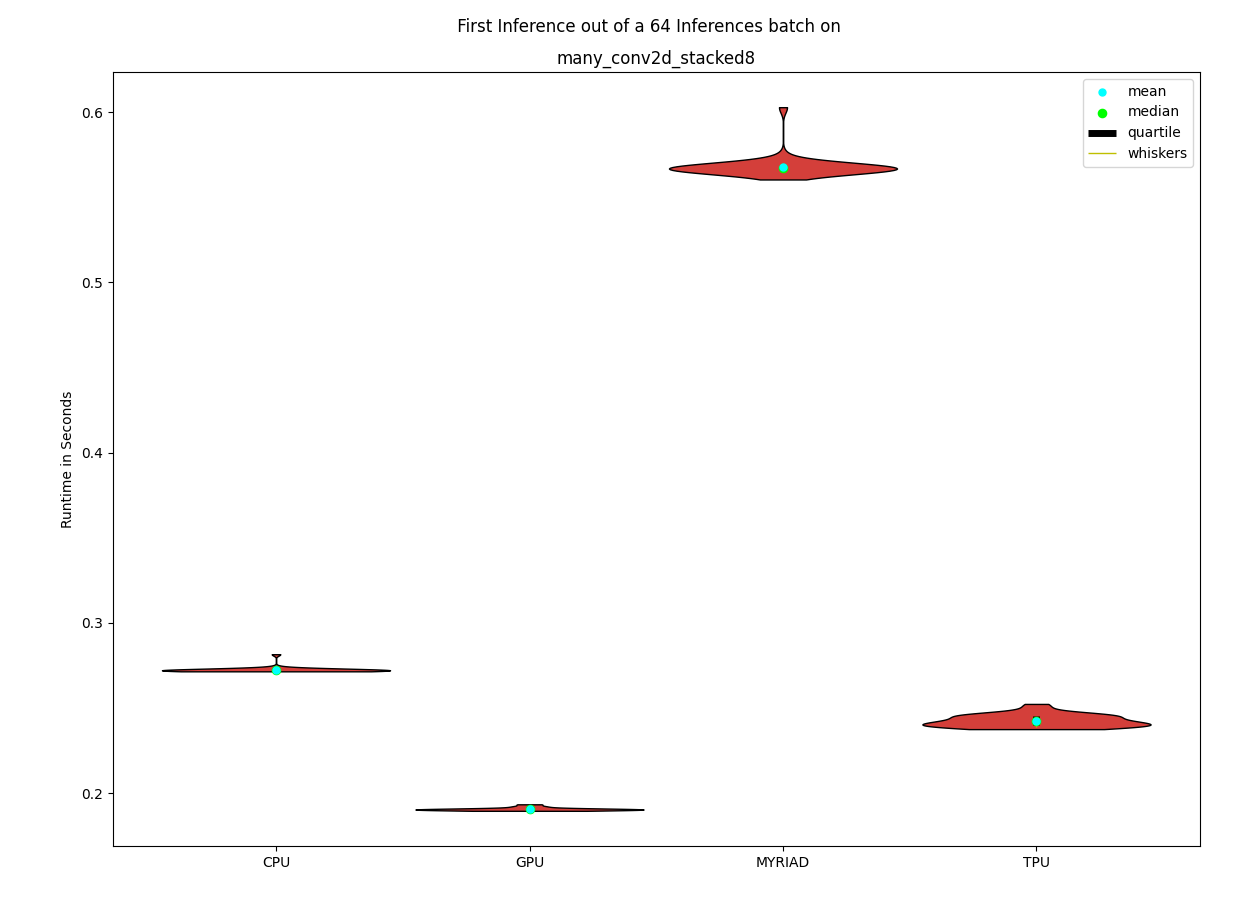 First Inference out of a 64 Inferences batch on
many_conv2d_stacked8
mean
median
quartile
whiskers
Runtime in Seconds
0.6
0.5
0.4
0.3
0.2
CPU
GPU
MYRIAD
TPU